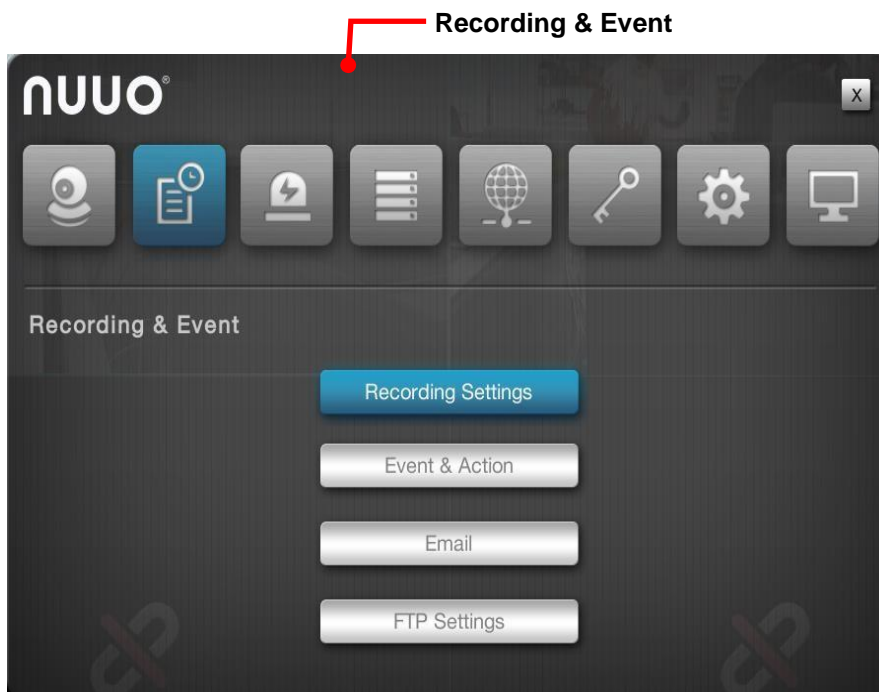 Recording & Event
nuuo®
X
Recording & Event
Recording Settings
Event & Action
Email
FTP Settings